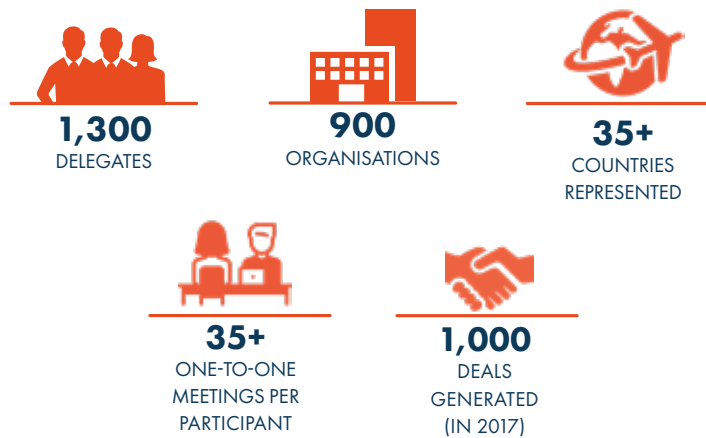 1,300
DELEGATES
900
ORGANISATIONS
35+
COUNTRIES
REPRESENTED
35+
ONE-TO-ONE
MEETINGS PER
PARTICIPANT
1,000
DEALS
GENERATED
(IN 2017)